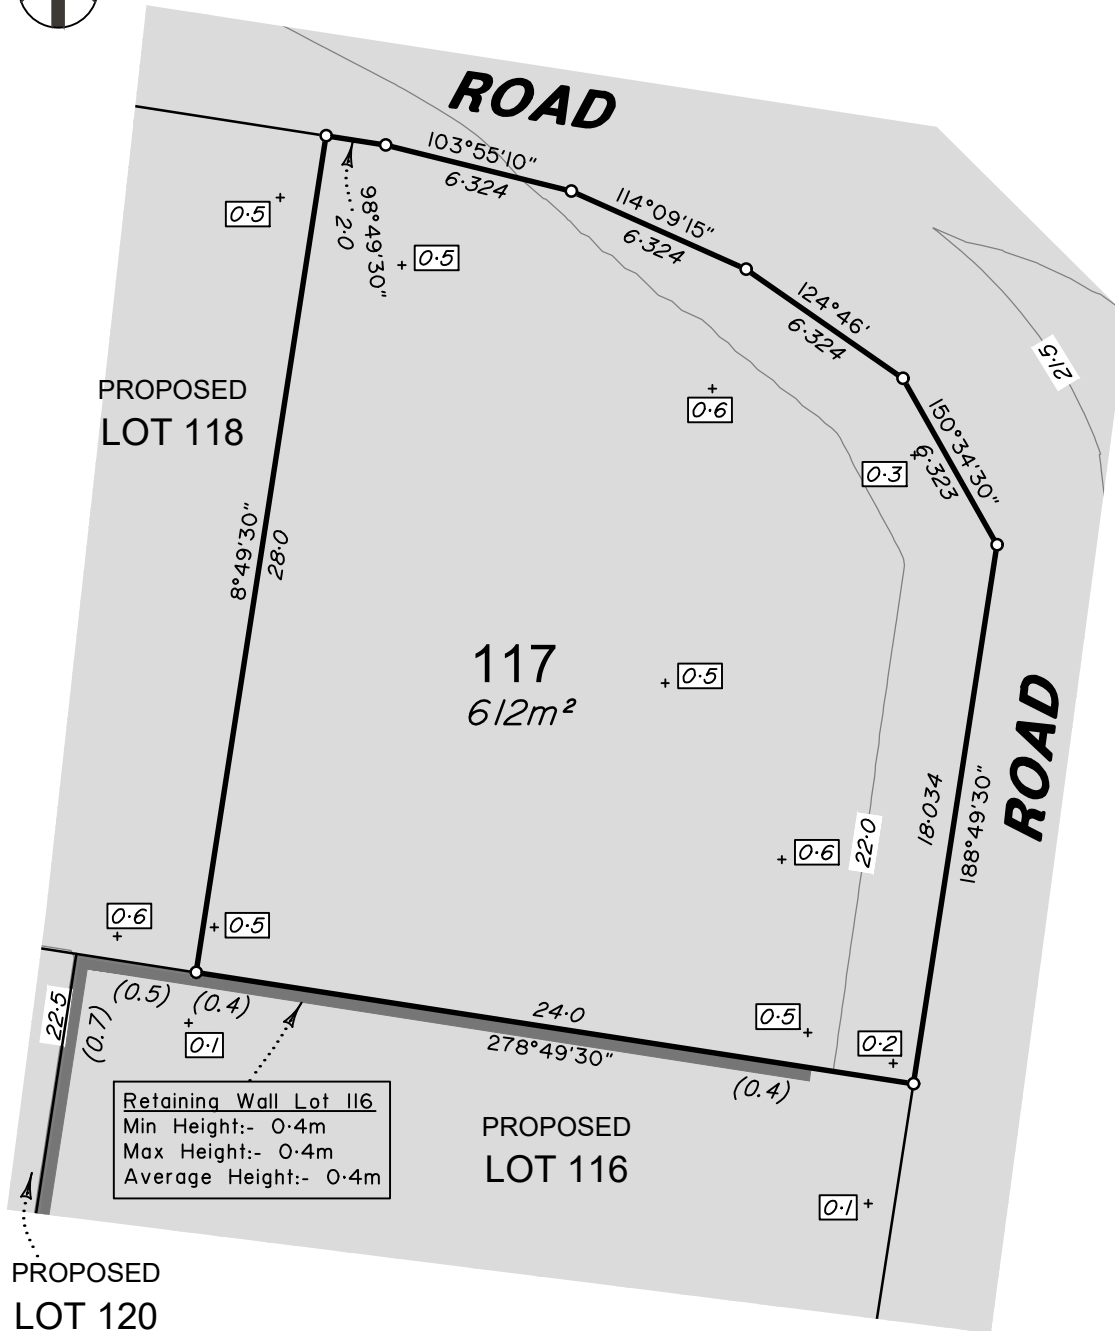 ROAD
103°55'10"
6·324
114°09'15"
6·324
98°49'30"
2·0
0·5
0·5
124°46'
6·324
21·5
PROPOSED
LOT 118
0·6
150°34'30"
6·323
0·3
8°49'30"
28·0
117
612m²
0·5
ROAD
18·034
188°49'30"
0·6
22·0
0·6
0·5
22·5
(0.7)
(0.5)
(0.4)
0·1
24·0
278°49'30"
0·5
0·2
(0.4)
Retaining Wall Lot 116
Min Height:- 0·4m
Max Height:- 0·4m
Average Height:- 0·4m
PROPOSED
LOT 116
0·1
PROPOSED
LOT 120